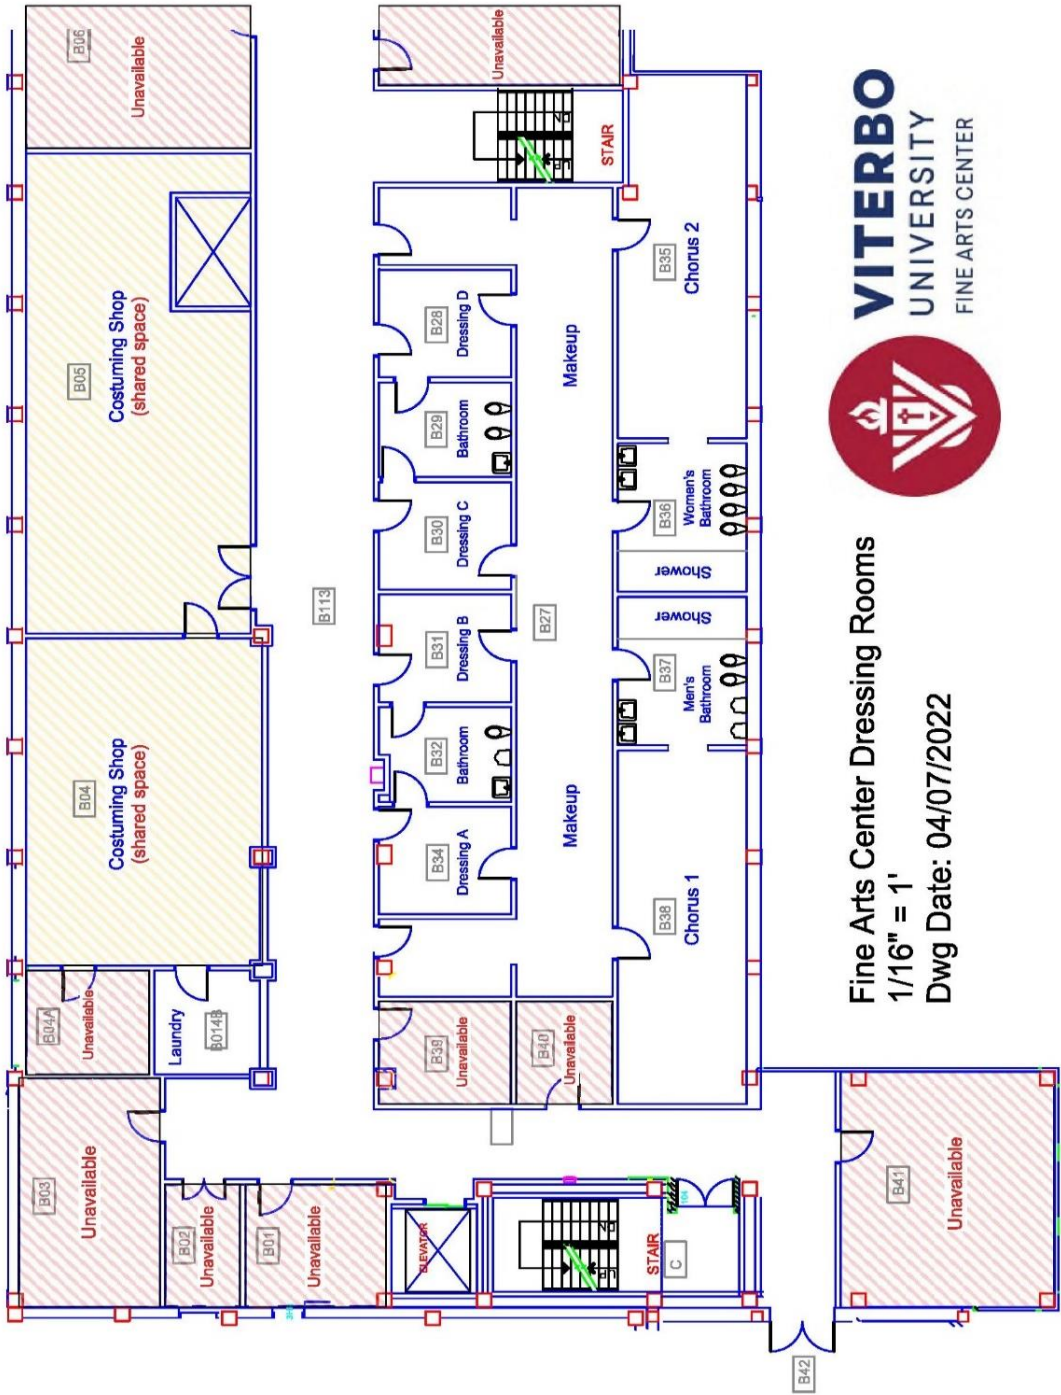 B03
Unavailable
B04A
Unavailable
B04
Costuming Shop
(shared space)
B05
Costuming Shop
(shared space)
B06
Unavailable
B02
Unavailable
Laundry
B014B
B01
Unavailable
B113
ELEVATOR
B39
Unavailable
B34
Dressing A
B32
Bathroom
B31
Dressing B
B30
Dressing C
B29
Bathroom
B28
Dressing D
Unavailable
B40
Unavailable
Makeup
B27
Makeup
STAIR
STAIR
C
104
B38
Chorus 1
B37
Men's
Bathroom
Shower
Shower
B36
Women's
Bathroom
B35
Chorus 2
B42
B41
Unavailable
Fine Arts Center Dressing Rooms
1/16" = 1'
Dwg Date: 04/07/2022
VITERBO
UNIVERSITY
FINE ARTS CENTER